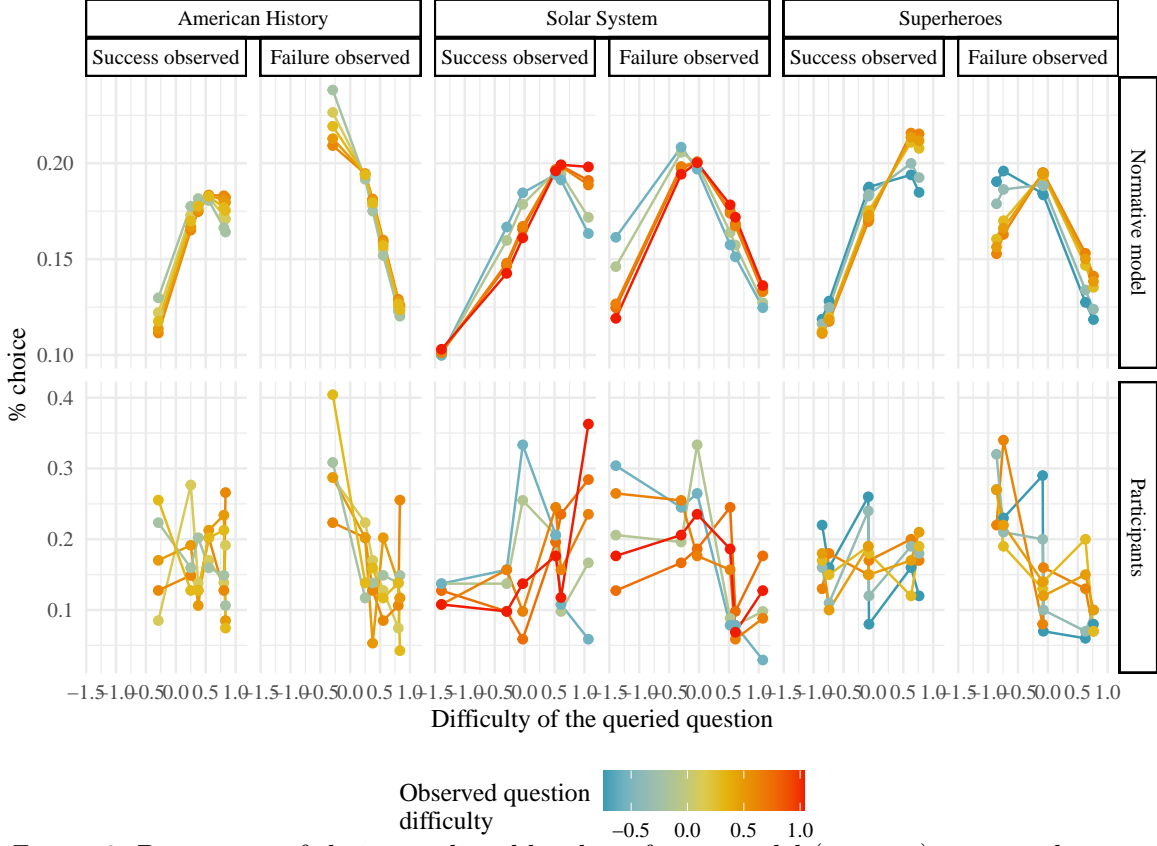 American History
Solar System
Superheroes
Success observed
Failure observed
Success observed
Failure observed
Success observed
Failure observed
0.20
0.15
0.10
Normative model
% choice
0.4
0.3
0.2
0.1
Participants
−1.5 −1.0 −0.5 0.0 0.5 1.0
−1.5 −1.0 −0.5 0.0 0.5 1.0
−1.5 −1.0 −0.5 0.0 0.5 1.0
−1.5 −1.0 −0.5 0.0 0.5 1.0
−1.5 −1.0 −0.5 0.0 0.5 1.0
−1.5 −1.0 −0.5 0.0 0.5 1.0
Difficulty of the queried question
Observed question
difficulty
−0.5 0.0 0.5 1.0